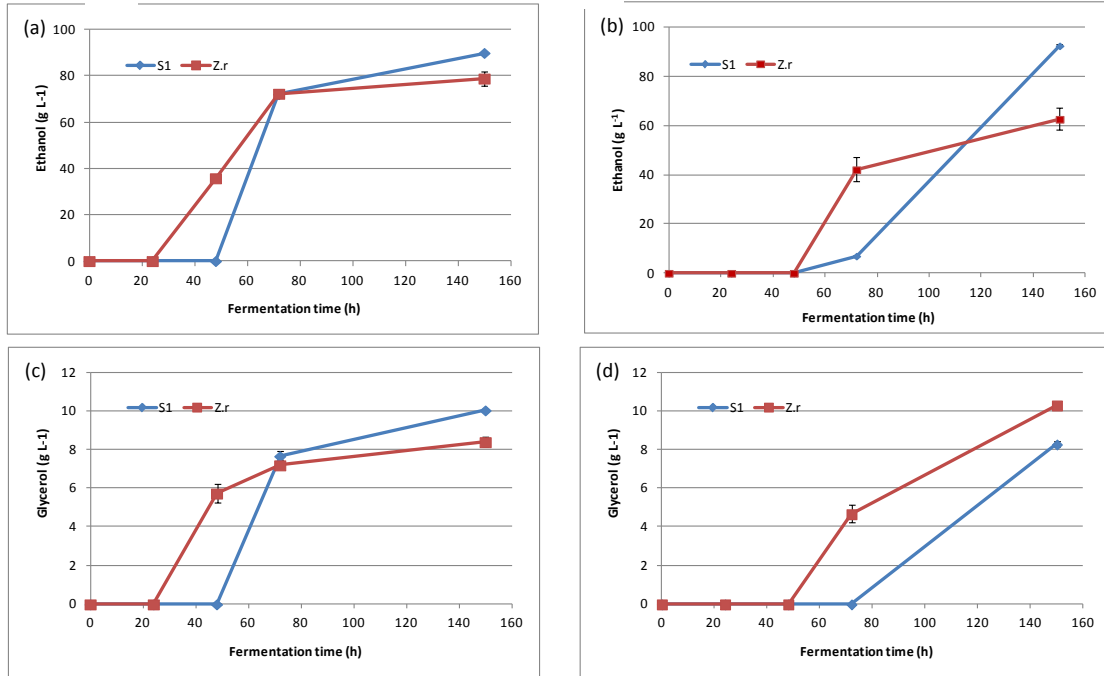 (a)
S1 Z.r
Ethanol (g L-1)
100
80
60
40
20
0
0 20 40 60 80 100 120 140 160
Fermentation time (h)
(b)
S1 Z.r
Ethanol (g L⁻¹)
100
80
60
40
20
0
0 20 40 60 80 100 120 140 160
Fermentation time (h)
(c)
S1 Z.r
Glycerol (g L-1)
12
10
8
6
4
2
0
0 20 40 60 80 100 120 140 160
Fermentation time (h)
(d)
S1 Z.r
Glycerol (g L-1)
12
10
8
6
4
2
0
0 20 40 60 80 100 120 140 160
Fermentation time (h)